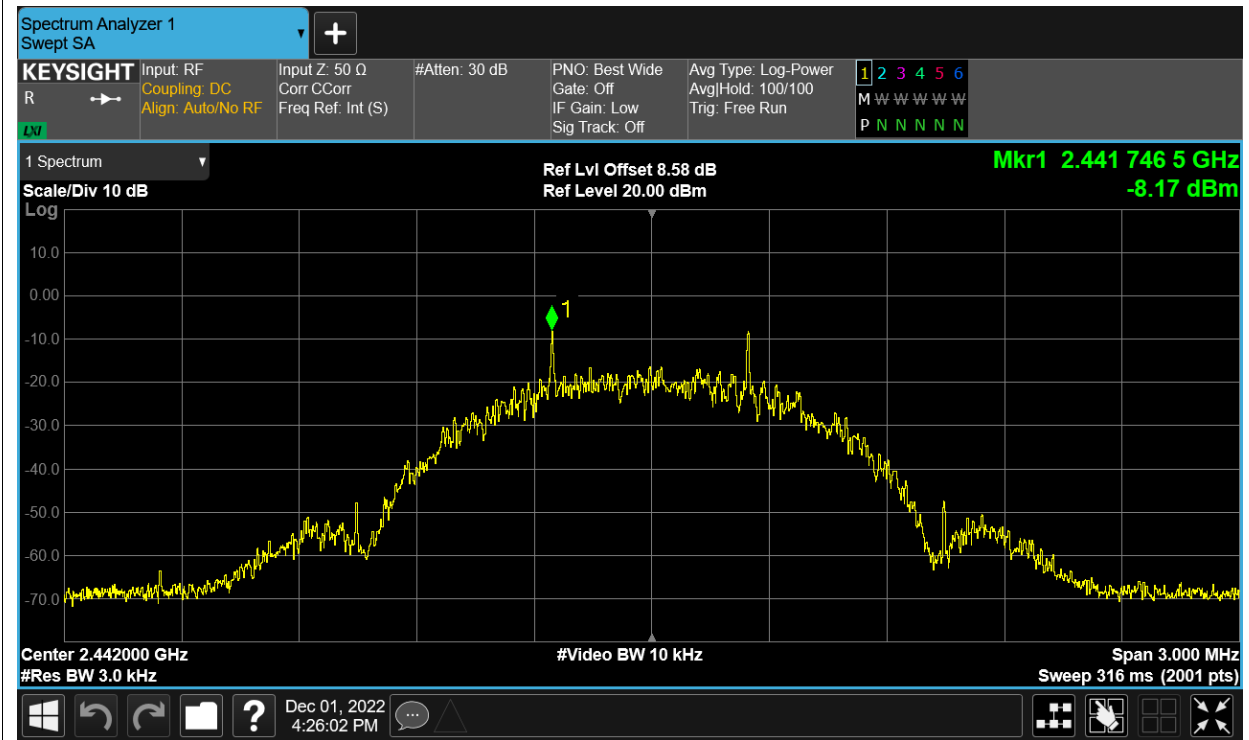 Spectrum Analyzer 1
Swept SA
+
KEYSIGHT
R
LXI
Input: RF
Coupling: DC
Align: Auto/No RF
Input Z: 50 Ω
Corr CCorr
Freq Ref: Int (S)
#Atten: 30 dB
PNO: Best Wide
Gate: Off
IF Gain: Low
Sig Track: Off
Avg Type: Log-Power
Avg|Hold: 100/100
Trig: Free Run
1 2 3 4 5 6
M W W W W W
P N N N N N
1 Spectrum
Scale/Div 10 dB
Log
Ref Lvl Offset 8.58 dB
Ref Level 20.00 dBm
Mkr1 2.441 746 5 GHz
-8.17 dBm
10.0
0.00
-10.0
-20.0
-30.0
-40.0
-50.0
-60.0
-70.0
1
Center 2.442000 GHz
#Res BW 3.0 kHz
#Video BW 10 kHz
Span 3.000 MHz
Sweep 316 ms (2001 pts)
?
Dec 01, 2022
4:26:02 PM